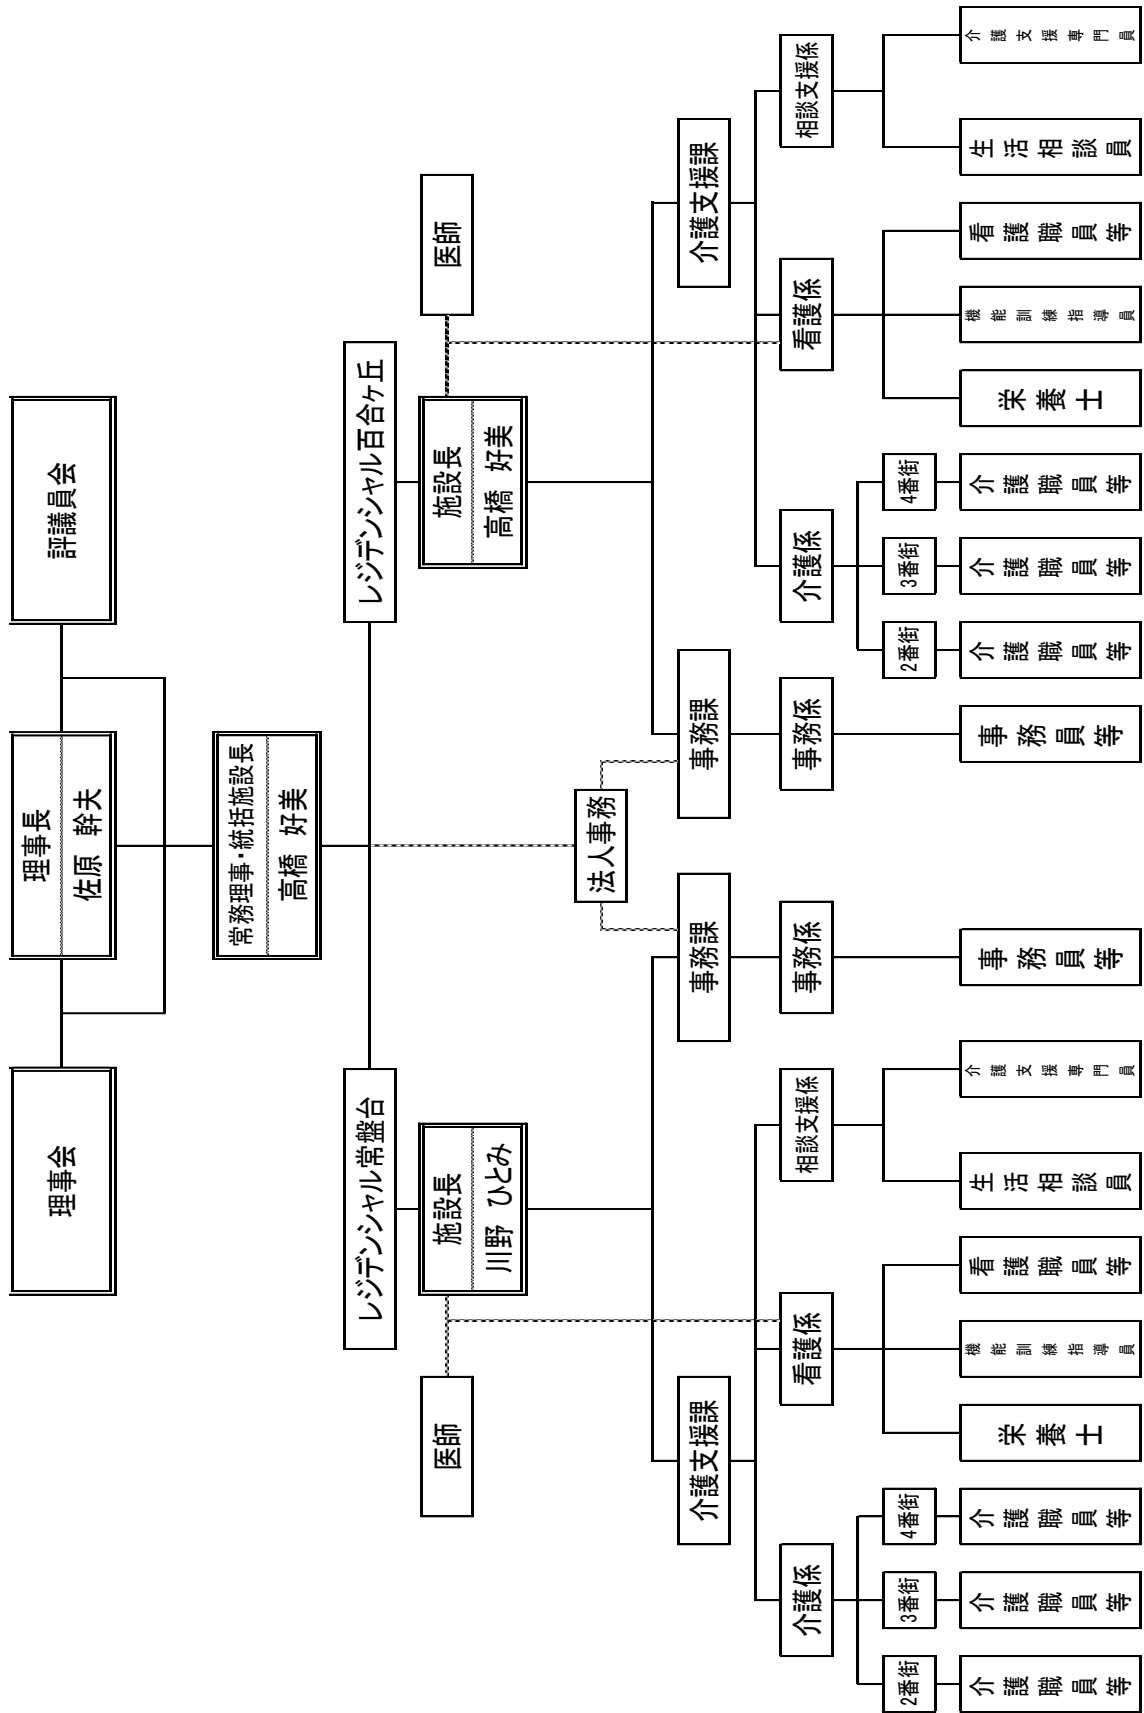 理事会
理事長
佐原 幹夫
評議員会
常務理事・統括施設長
高橋 好美
レジデンシャル常盤台
レジデンシャル百合ケ丘
医師
施設長
川野 ひとみ
施設長
高橋 好美
医師
法人事務
介護支援課
事務課
事務課
介護支援課
介護係
看護係
相談支援係
事務係
事務係
介護係
看護係
相談支援係
2番街
3番街
4番街
2番街
3番街
4番街
介護職員等
介護職員等
介護職員等
栄養士
機能訓練指導員
看護職員等
生活相談員
介護支援専門員
事務員等
事務員等
介護職員等
介護職員等
介護職員等
栄養士
機能訓練指導員
看護職員等
生活相談員
介護支援専門員